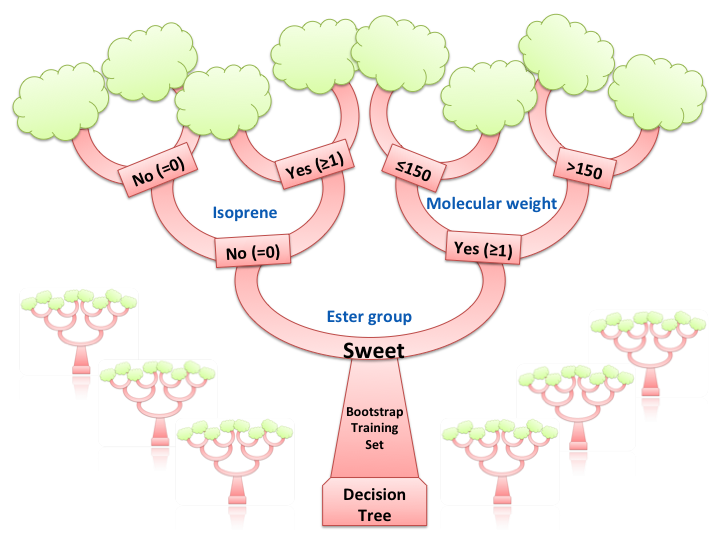 No (=0)
Yes (≥1)
≤150
>150
Isoprene
Molecular weight
No (=0)
Yes (≥1)
Ester group
Sweet
Bootstrap
Training
Set
Decision
Tree